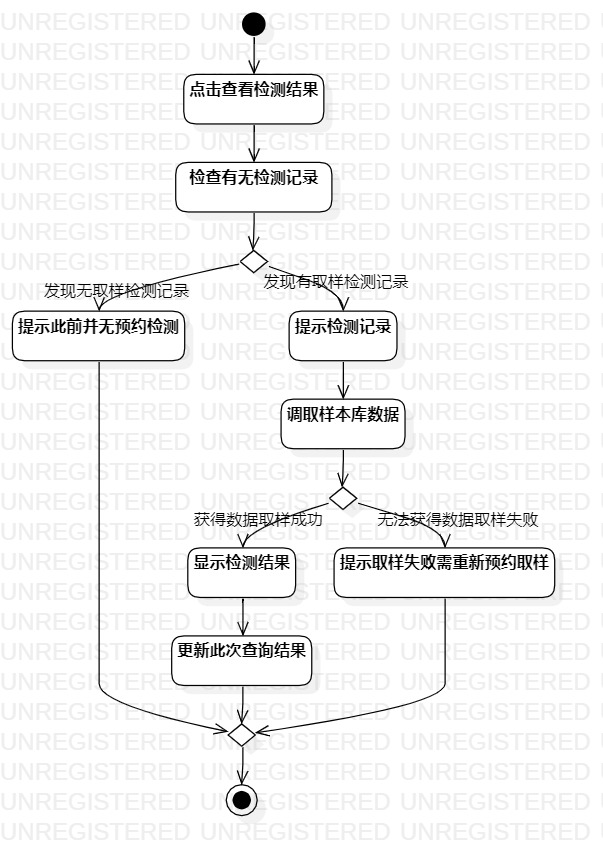 点击查看检测结果
检查有无检测记录
发现无取样检测记录
发现有取样检测记录
提示此前并无预约检测
提示检测记录
调取样本库数据
获得数据取样成功
无法获得数据取样失败
显示检测结果
提示取样失败需重新预约取样
更新此次查询结果
UNREGISTERED